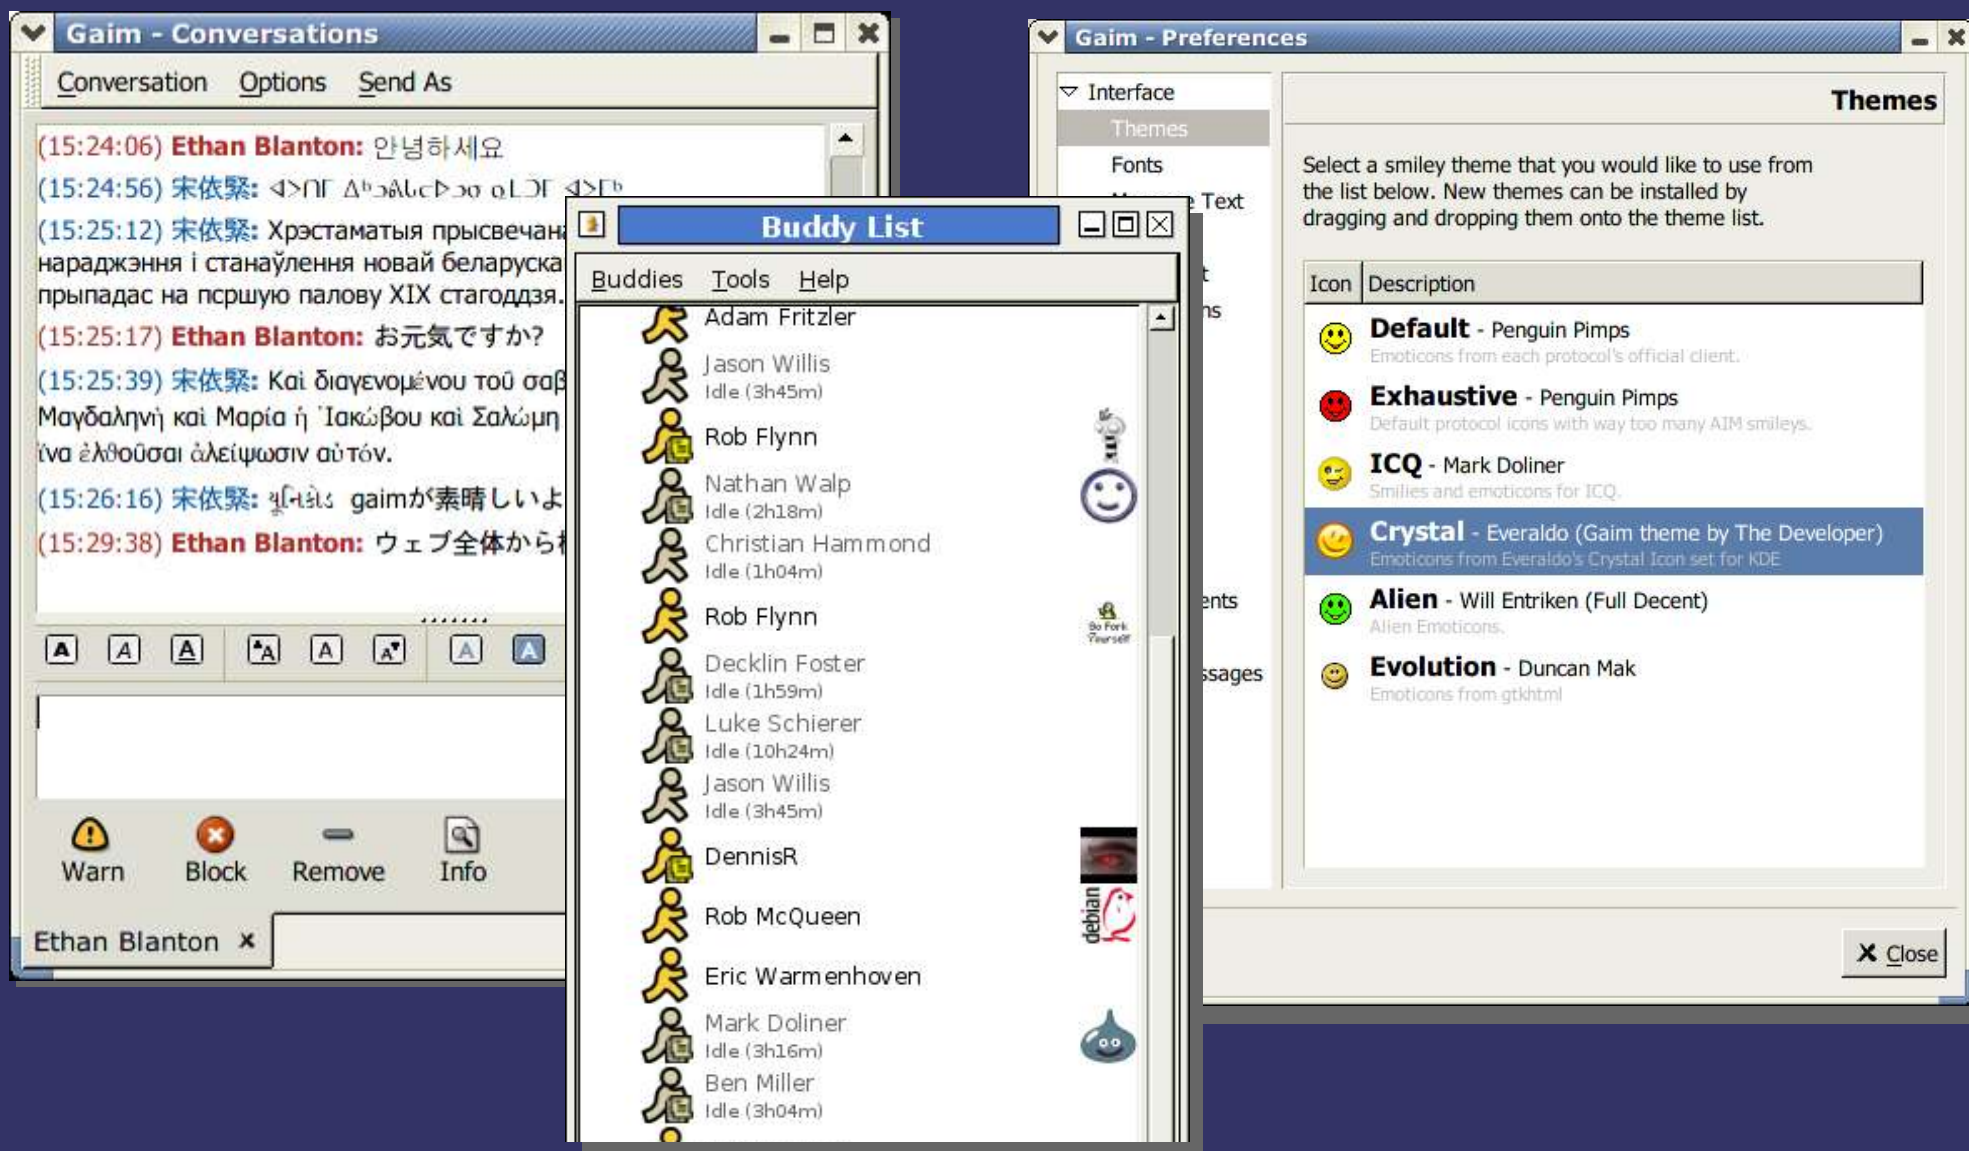 Gaim - Conversations
Conversation Options Send As
(15:24:06) Ethan Blanton: 안녕하세요
(15:24:56) 宋依緊: ᐊᐳᑎᒥ ᐃᒃᓄᕕᒐᓕᐅᓄᓂ ᓇᒪᑐᒥ ᐊᐳᒥᒃ
(15:25:12) 宋依緊: Хрэстаматыя прысвечана
нараджэння і станаўлення новай беларуска
прыпадае на першую палову XIX стагоддзя.
(15:25:17) Ethan Blanton: お元気ですか?
(15:25:39) 宋依緊: Καὶ διαγενομένου τοῦ σαβ
Μαγδαληνὴ καὶ Μαρία ἡ Ἰακώβου καὶ Σαλώμη
ἵνα ἐλθοῦσαι ἀλείψωσιν αὐτόν.
(15:26:16) 宋依緊: યૂનિકોડ gaimが素晴しいよ
(15:29:38) Ethan Blanton: ウェブ全体から
A A A A A A A A
Warn Block Remove Info
Ethan Blanton
Buddy List
Buddies Tools Help
Adam Fritzler
Jason Willis
Idle (3h45m)
Rob Flynn
Nathan Walp
Idle (2h18m)
Christian Hammond
Idle (1h04m)
Rob Flynn
Go Fork
Yourself
Decklin Foster
Idle (1h59m)
Luke Schierer
Idle (10h24m)
Jason Willis
Idle (3h45m)
DennisR
Rob McQueen
debian
Eric Warmenhoven
Mark Doliner
Idle (3h16m)
Ben Miller
Idle (3h04m)
Gaim - Preferences
Interface
Themes
Fonts
Text
t
ns
ents
ssages
Themes
Select a smiley theme that you would like to use from
the list below. New themes can be installed by
dragging and dropping them onto the theme list.
Icon Description
Default - Penguin Pimps
Emoticons from each protocol's official client.
Exhaustive - Penguin Pimps
Default protocol icons with way too many AIM smileys.
ICQ - Mark Doliner
Smilies and emoticons for ICQ.
Crystal - Everaldo (Gaim theme by The Developer)
Emoticons from Everaldo's Crystal Icon set for KDE
Alien - Will Entriken (Full Decent)
Alien Emoticons.
Evolution - Duncan Mak
Emoticons from gtkhtml
Close